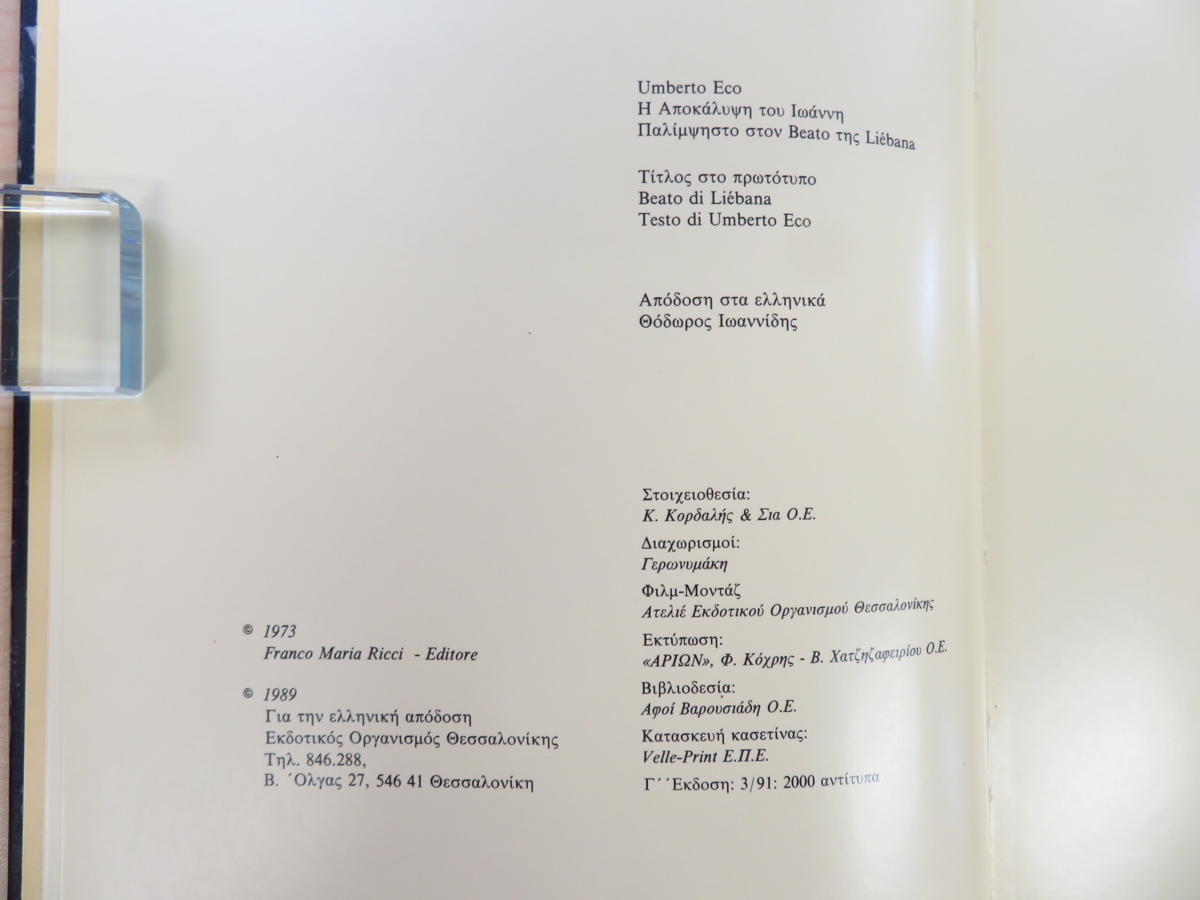 Umberto Eco
Η Αποκάλυψη του Ιωάννη
Παλίμψηστο στον Beato της Liébana
Τίτλος στο πρωτότυπο
Beato di Liébana
Testo di Umberto Eco
Απόδοση στα ελληνικά
Θόδωρος Ιωαννίδης
Στοιχειοθεσία:
Κ. Κορδαλής & Σια Ο.Ε.
Διαχωρισμοί:
Γερωνυμάκη
Φιλμ-Μοντάζ
Ατελιέ Εκδοτικού Οργανισμού Θεσσαλονίκης
Εκτύπωση:
«ΑΡΙΩΝ», Φ. Κόχρης - Β. Χατζηζαφειρίου Ο.Ε.
Βιβλιοδεσία:
Αφοί Βαρουσιάδη Ο.Ε.
Κατασκευή κασετίνας:
Velle-Print Ε.Π.Ε.
Γ΄ ΄Εκδοση: 3/91: 2000 αντίτυπα
© 1973
Franco Maria Ricci - Editore
© 1989
Για την ελληνική απόδοση
Εκδοτικός Οργανισμός Θεσσαλονίκης
Τηλ. 846.288,
Β. ΄Ολγας 27, 546 41 Θεσσαλονίκη